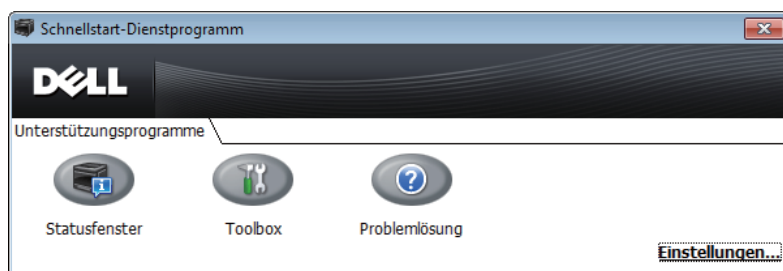 Schnellstart-Dienstprogramm
DELL
Unterstützungsprogramme
Statusfenster Toolbox Problemlösung
Einstellungen...